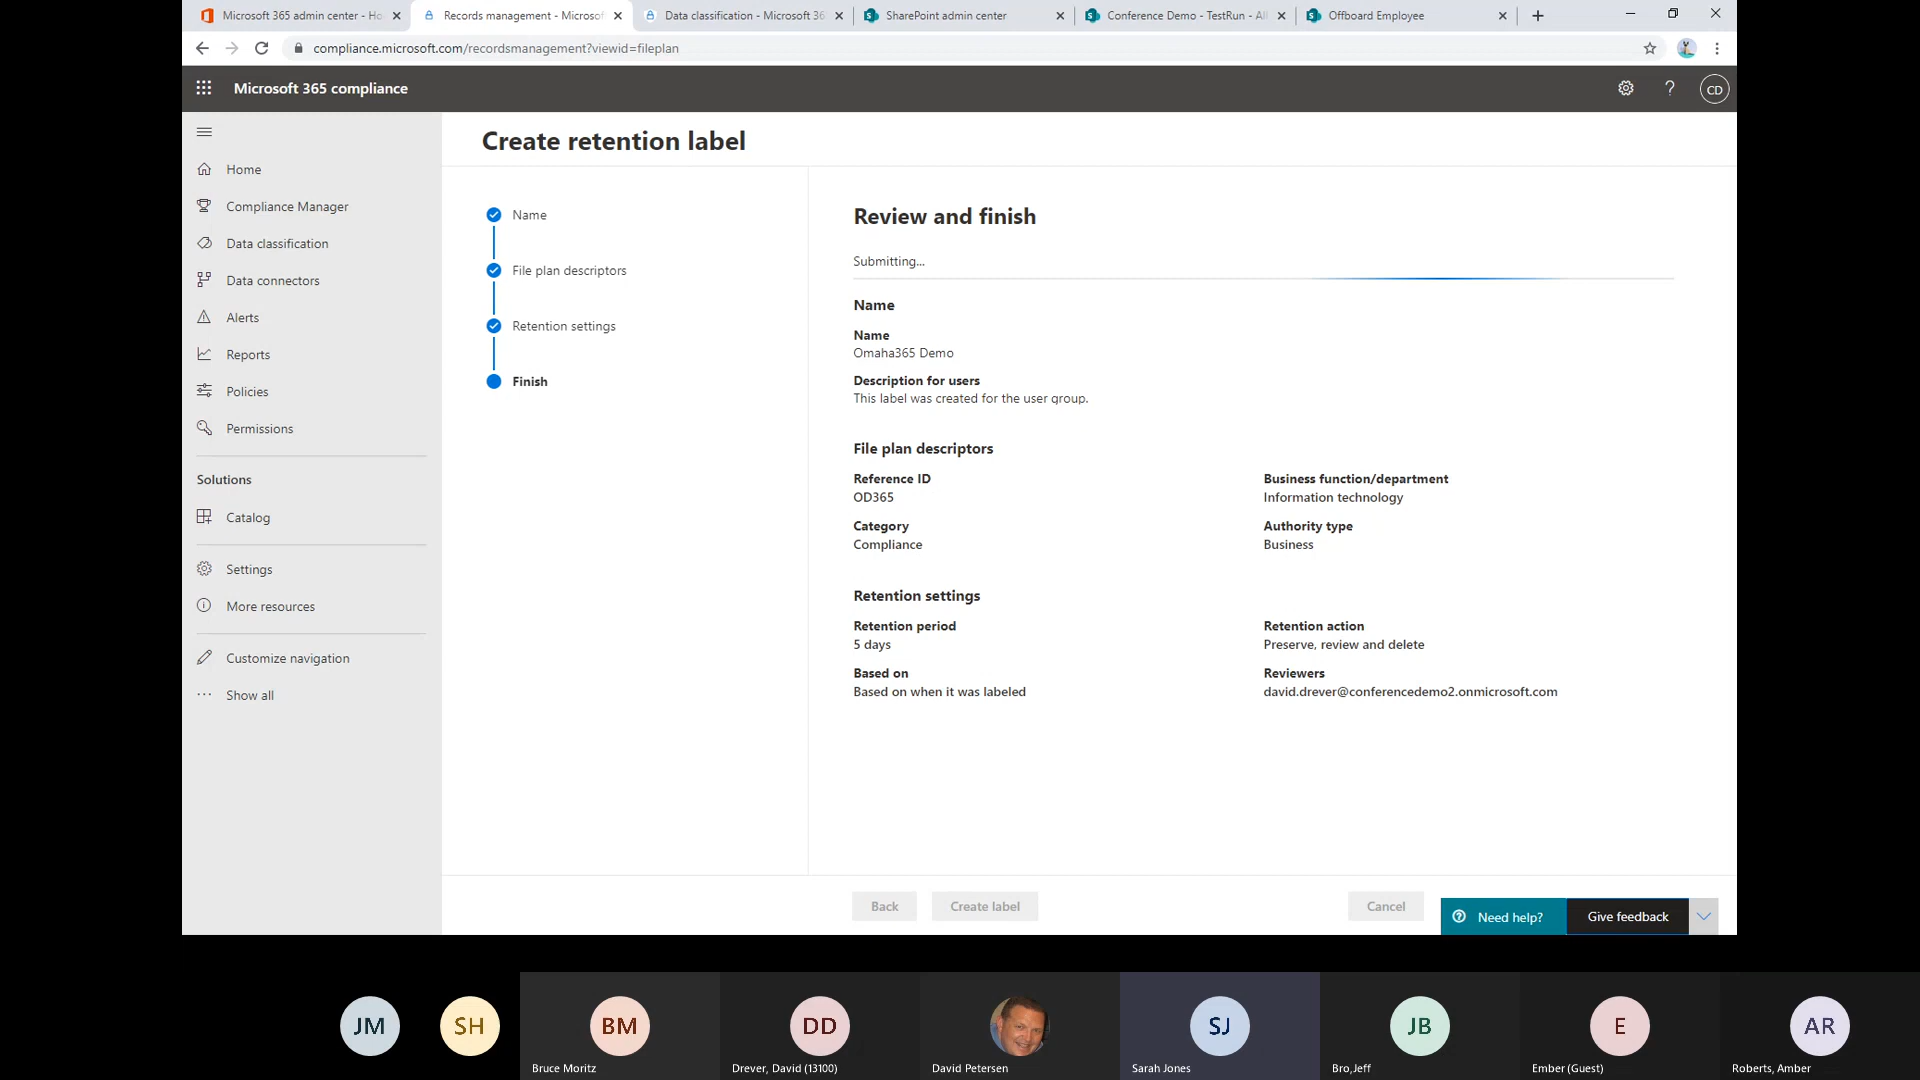 Microsoft 365 admin center - Ho
Records management - Microsof
Data classification - Microsoft 36
SharePoint admin center
Conference Demo - TestRun - All
Offboard Employee
compliance.microsoft.com/recordsmanagement?viewid=fileplan
Microsoft 365 compliance
CD
Create retention label
Home
Compliance Manager
Data classification
Data connectors
Alerts
Reports
Policies
Permissions
Solutions
Catalog
Settings
More resources
Customize navigation
Show all
Name
File plan descriptors
Retention settings
Finish
Review and finish
Submitting...
Name
Name
Omaha365 Demo
Description for users
This label was created for the user group.
File plan descriptors
Reference ID
OD365
Business function/department
Information technology
Category
Compliance
Authority type
Business
Retention settings
Retention period
5 days
Retention action
Preserve, review and delete
Based on
Based on when it was labeled
Reviewers
david.drever@conferencedemo2.onmicrosoft.com
Back
Create label
Cancel
Need help?
Give feedback
JM
SH
BM
DD
SJ
JB
E
AR
Bruce Moritz
Drever, David (13100)
David Petersen
Sarah Jones
Bro,Jeff
Ember (Guest)
Roberts, Amber